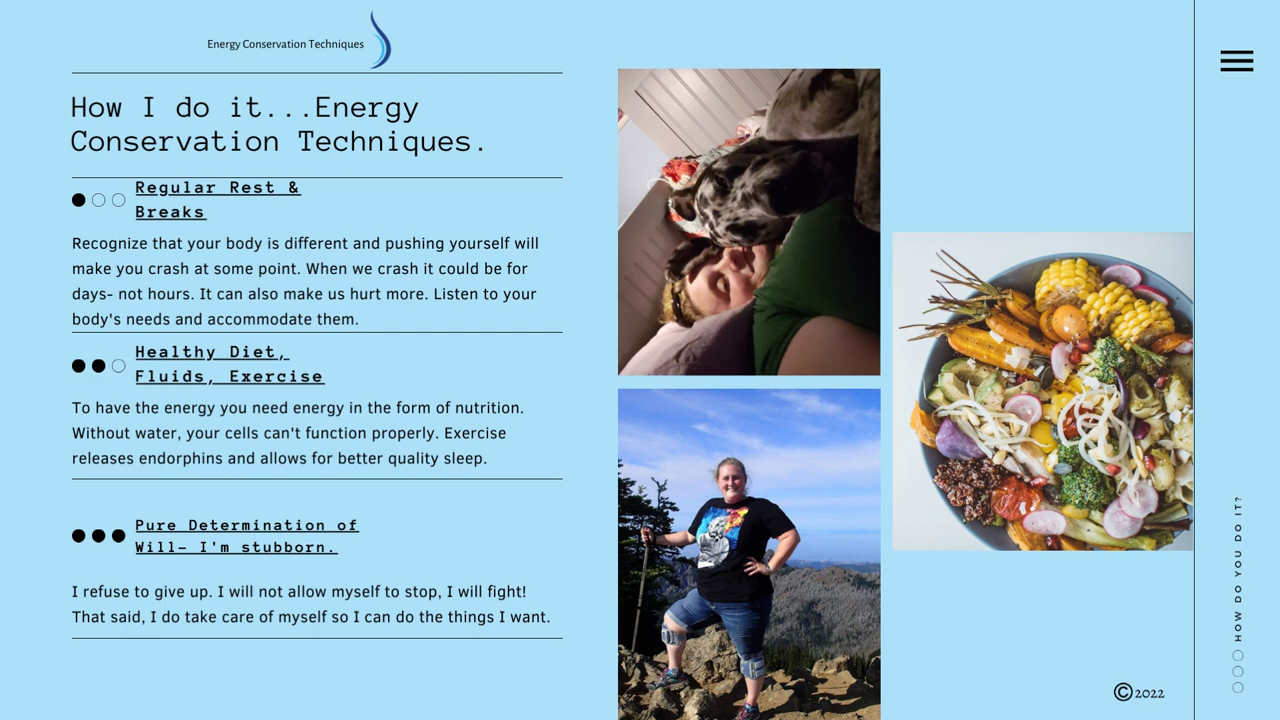 Energy Conservation Techniques
How I do it...Energy
Conservation Techniques.
Regular Rest &
Breaks
Recognize that your body is different and pushing yourself will
make you crash at some point. When we crash it could be for
days- not hours. It can also make us hurt more. Listen to your
body's needs and accommodate them.
Healthy Diet,
Fluids, Exercise
To have the energy you need energy in the form of nutrition.
Without water, your cells can't function properly. Exercise
releases endorphins and allows for better quality sleep.
Pure Determination of
Will- I'm stubborn.
I refuse to give up. I will not allow myself to stop, I will fight!
That said, I do take care of myself so I can do the things I want.
HOW DO YOU DO IT?
©2022